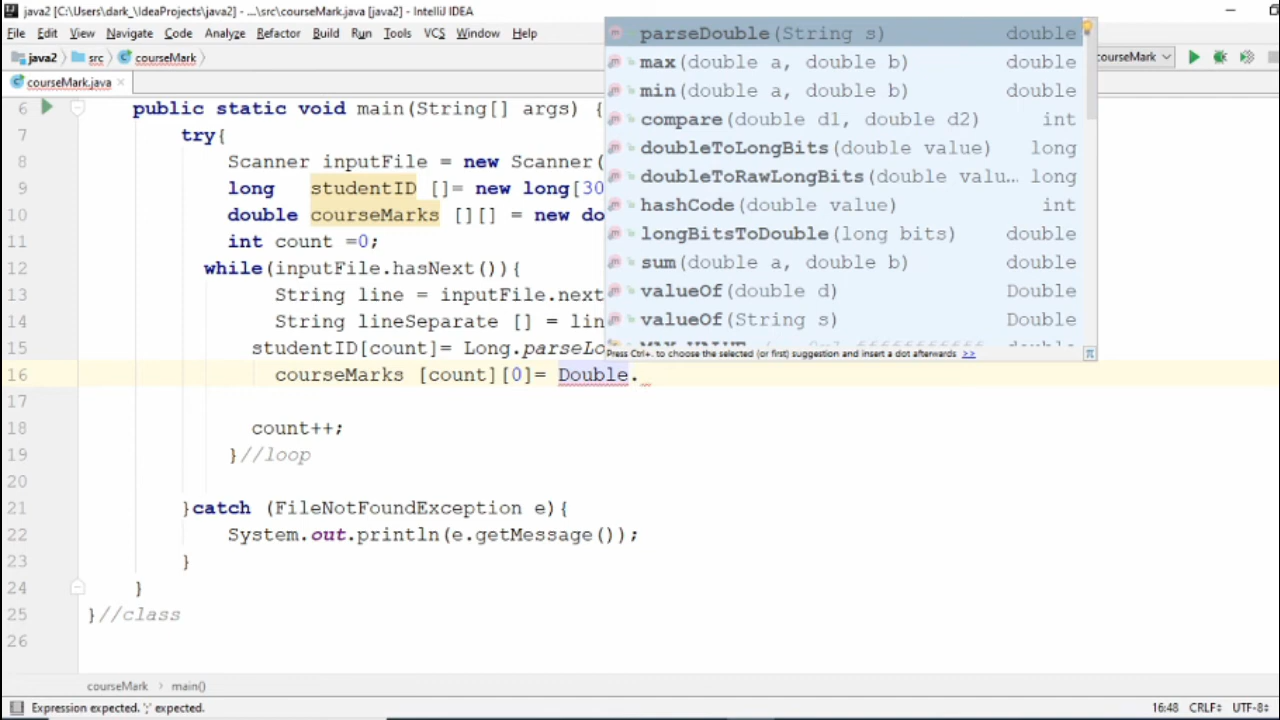 java2 [C:\Users\dark_\IdeaProjects\java2] - ...\src\courseMark.java [java2] - IntelliJ IDEA
File Edit View Navigate Code Analyze Refactor Build Run Tools VCS Window Help
java2 src courseMark courseMark
courseMark.java
6 public static void main(String[] args) {
7 try{
8 Scanner inputFile = new Scanner(
9 long studentID []= new long[30
10 double courseMarks [][] = new do
11 int count =0;
12 while(inputFile.hasNext()){
13 String line = inputFile.next
14 String lineSeparate [] = lin
15 studentID[count]= Long.parseLo
16 courseMarks [count][0]= Double.
17
18 count++;
19 }//loop
20
21 }catch (FileNotFoundException e){
22 System.out.println(e.getMessage());
23 }
24 }
25 }//class
26
parseDouble(String s) double
max(double a, double b) double
min(double a, double b) double
compare(double d1, double d2) int
doubleToLongBits(double value) long
doubleToRawLongBits(double valu... long
hashCode(double value) int
longBitsToDouble(long bits) double
sum(double a, double b) double
valueOf(double d) Double
valueOf(String s) Double
Press Ctrl+. to choose the selected (or first) suggestion and insert a dot afterwards >>
courseMark main()
Expression expected. ';' expected. 16:48 CRLF UTF-8